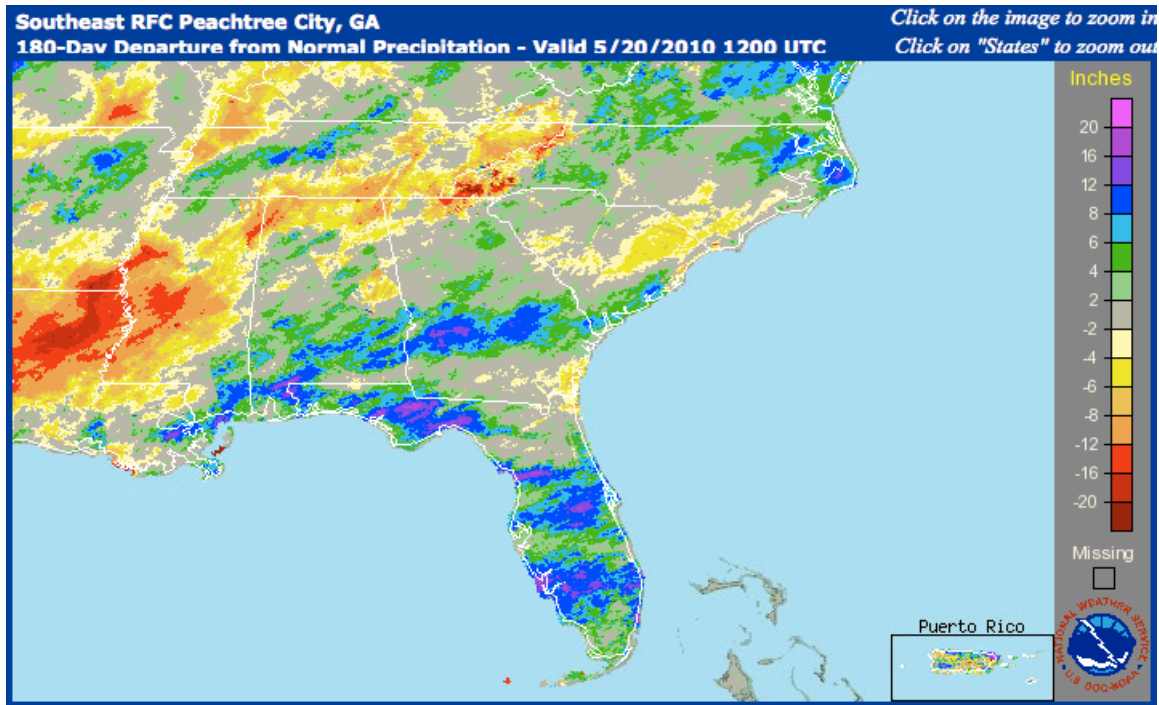 Southeast RFC Peachtree City, GA
180-Day Departure from Normal Precipitation - Valid 5/20/2010 1200 UTC
Click on the image to zoom in
Click on "States" to zoom out
Inches
20
16
12
8
6
4
2
-2
-4
-6
-8
-12
-16
-20
Missing
Puerto Rico
NATIONAL WEATHER SERVICE
U.S DOC-NOAA